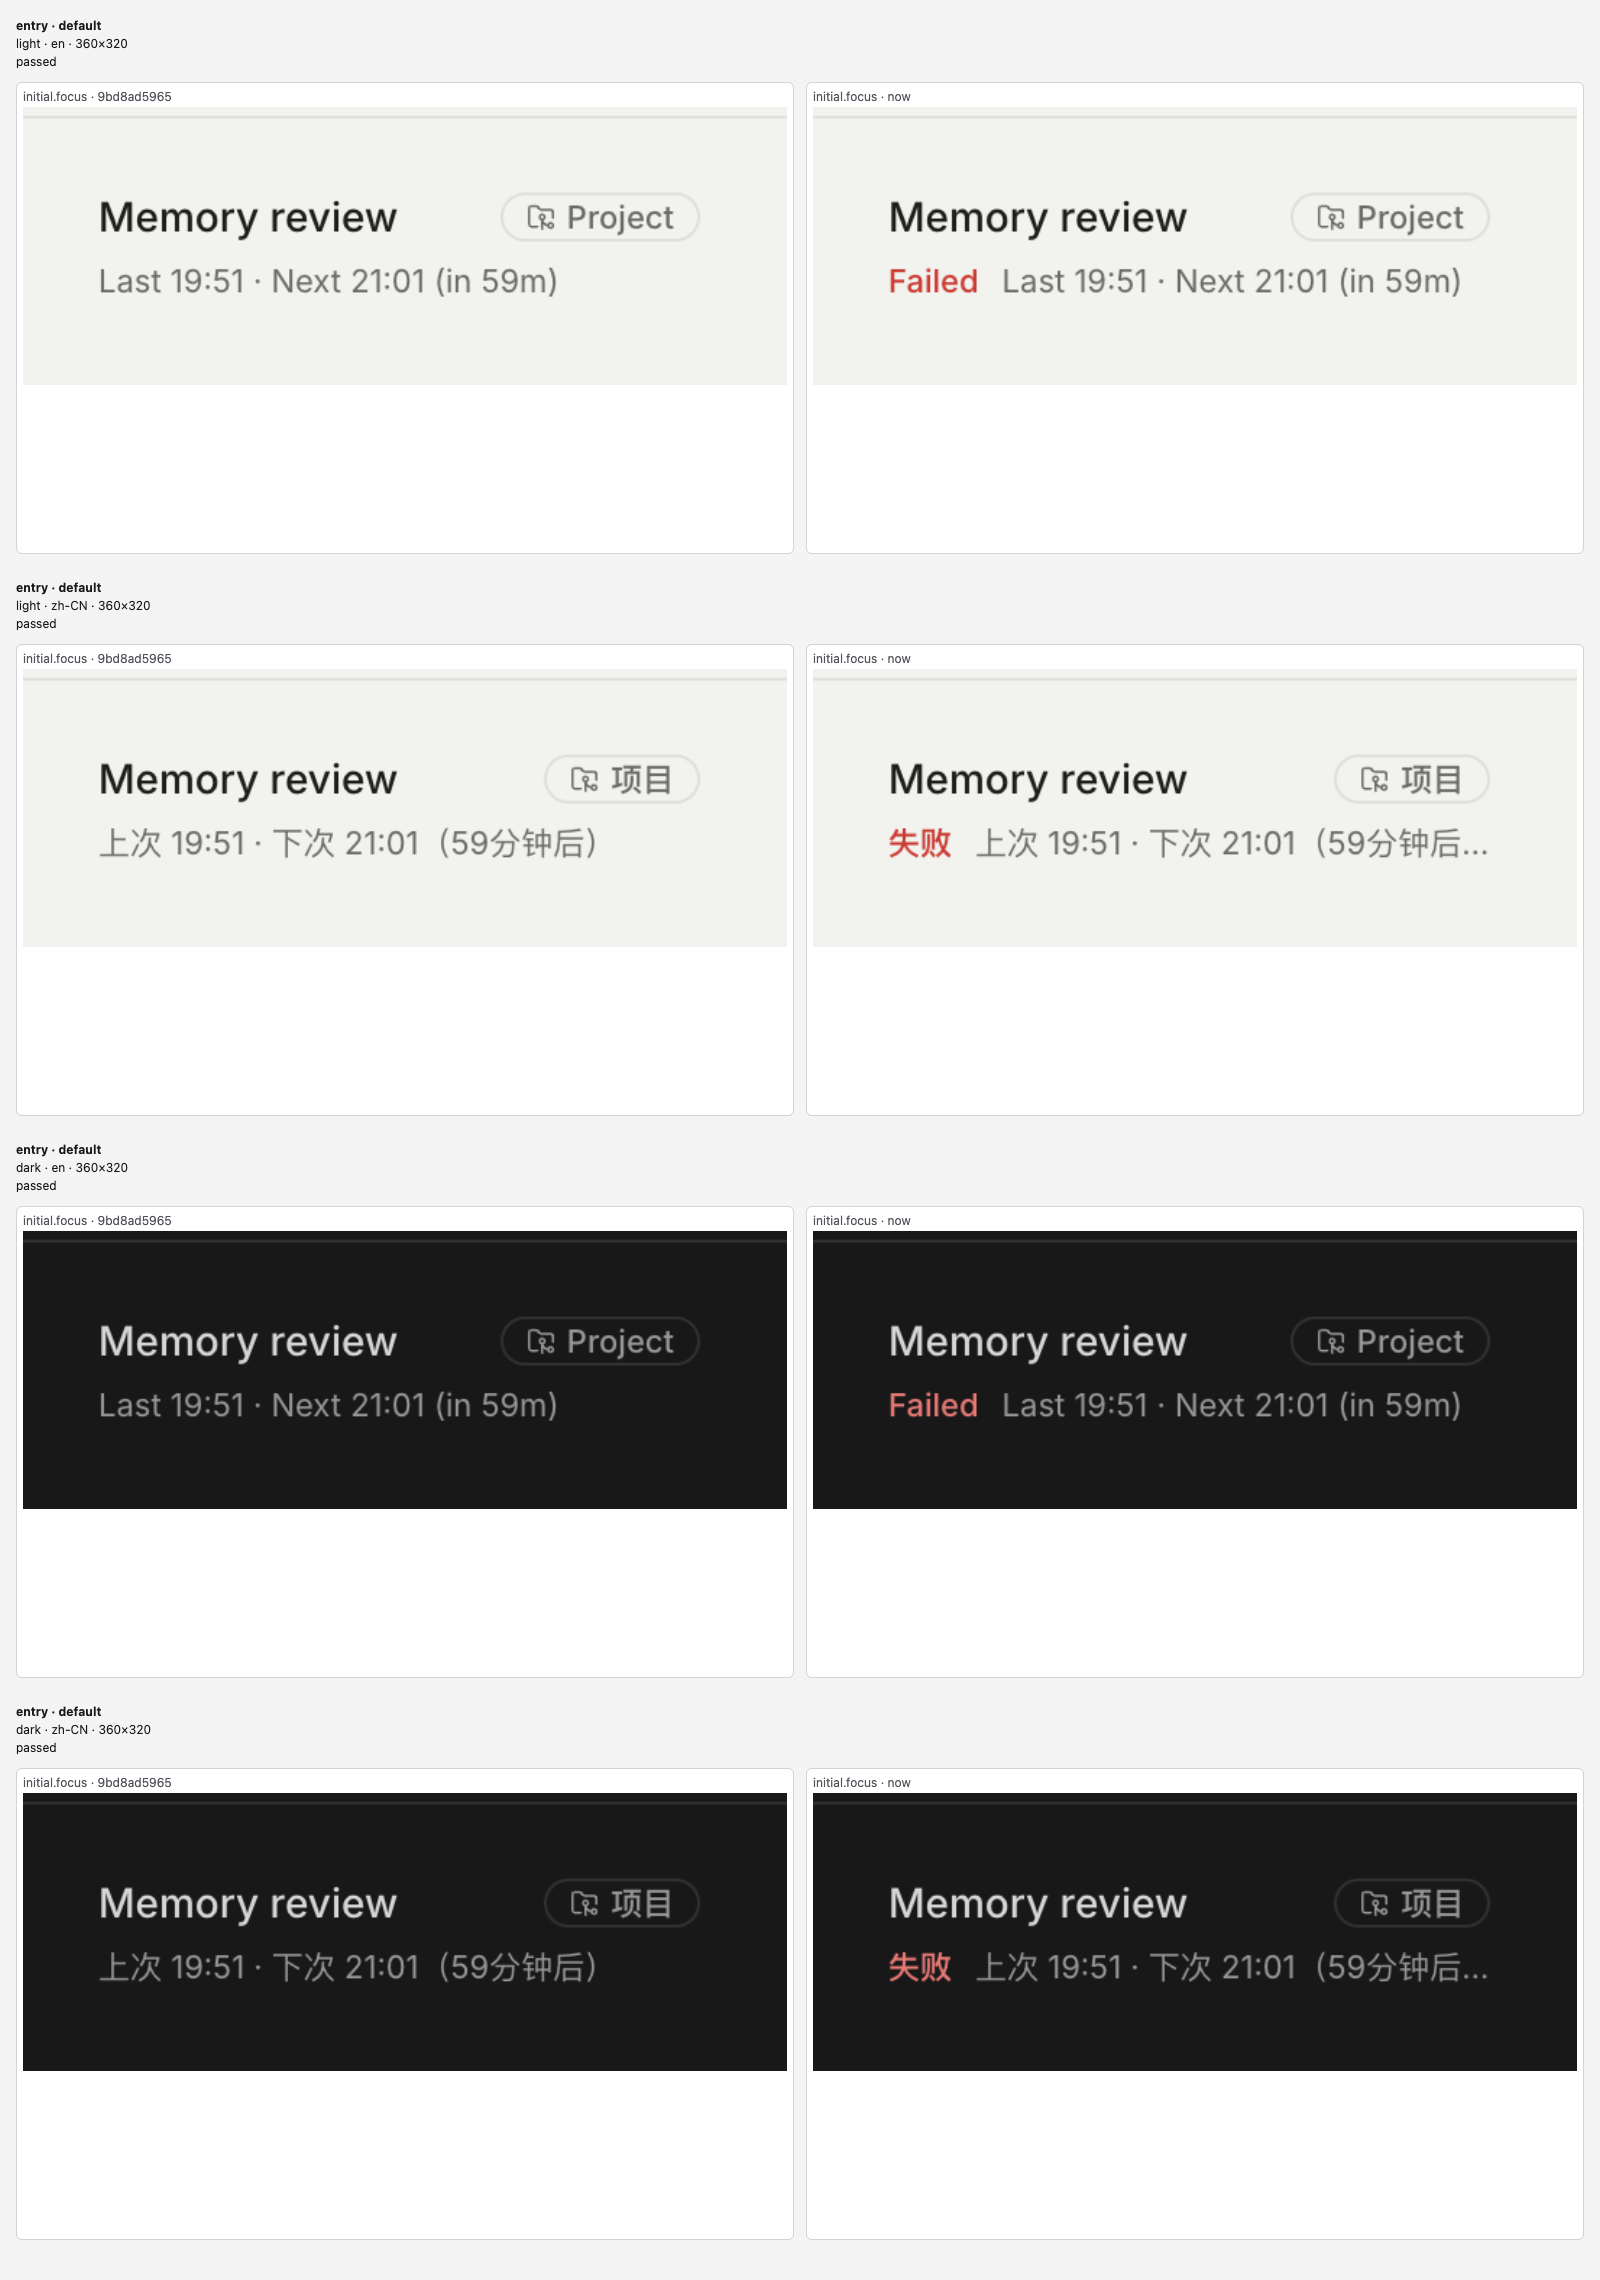 entry · default
light · en · 360×320
passed
initial.focus · 9bd8ad5965
Memory review
Project
Last 19:51 · Next 21:01 (in 59m)
initial.focus · now
Memory review
Project
Failed Last 19:51 · Next 21:01 (in 59m)
entry · default
light · zh-CN · 360×320
passed
initial.focus · 9bd8ad5965
Memory review
项目
上次 19:51 · 下次 21:01（59分钟后）
initial.focus · now
Memory review
项目
失败 上次 19:51 · 下次 21:01（59分钟后...
entry · default
dark · en · 360×320
passed
initial.focus · 9bd8ad5965
Memory review
Project
Last 19:51 · Next 21:01 (in 59m)
initial.focus · now
Memory review
Project
Failed Last 19:51 · Next 21:01 (in 59m)
entry · default
dark · zh-CN · 360×320
passed
initial.focus · 9bd8ad5965
Memory review
项目
上次 19:51 · 下次 21:01（59分钟后）
initial.focus · now
Memory review
项目
失败 上次 19:51 · 下次 21:01（59分钟后...